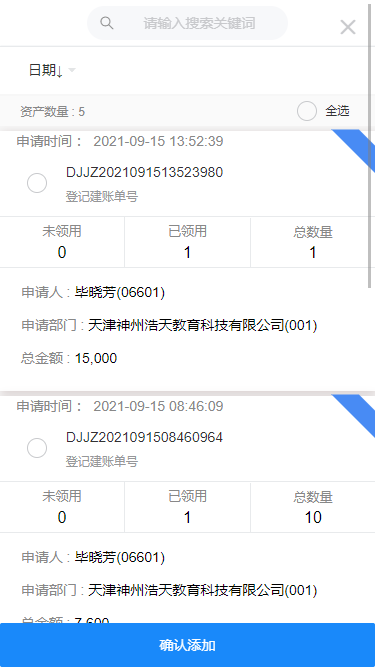 请输入搜索关键词
日期↓
资产数量 : 5
全选
申请时间： 2021-09-15 13:52:39
DJJZ2021091513523980
登记建账单号
未领用 已领用 总数量
0 1 1
申请人 : 毕晓芳(06601)
申请部门 : 天津神州浩天教育科技有限公司(001)
总金额 : 15,000
申请时间： 2021-09-15 08:46:09
DJJZ2021091508460964
登记建账单号
未领用 已领用 总数量
0 1 10
申请人 : 毕晓芳(06601)
申请部门 : 天津神州浩天教育科技有限公司(001)
总金额 : 7,600
确认添加